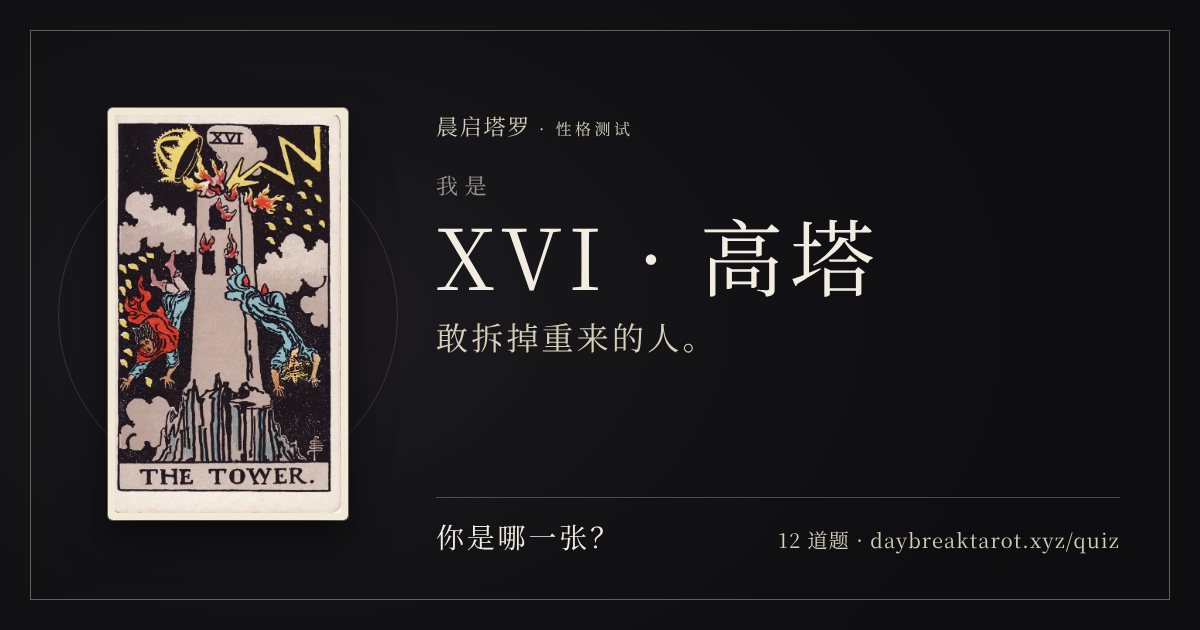 XVI
THE TOWER.
晨启塔罗 · 性格测试
我是
XVI · 高塔
敢拆掉重来的人。
你是哪一张？
12 道题 · daybreaktarot.xyz/quiz